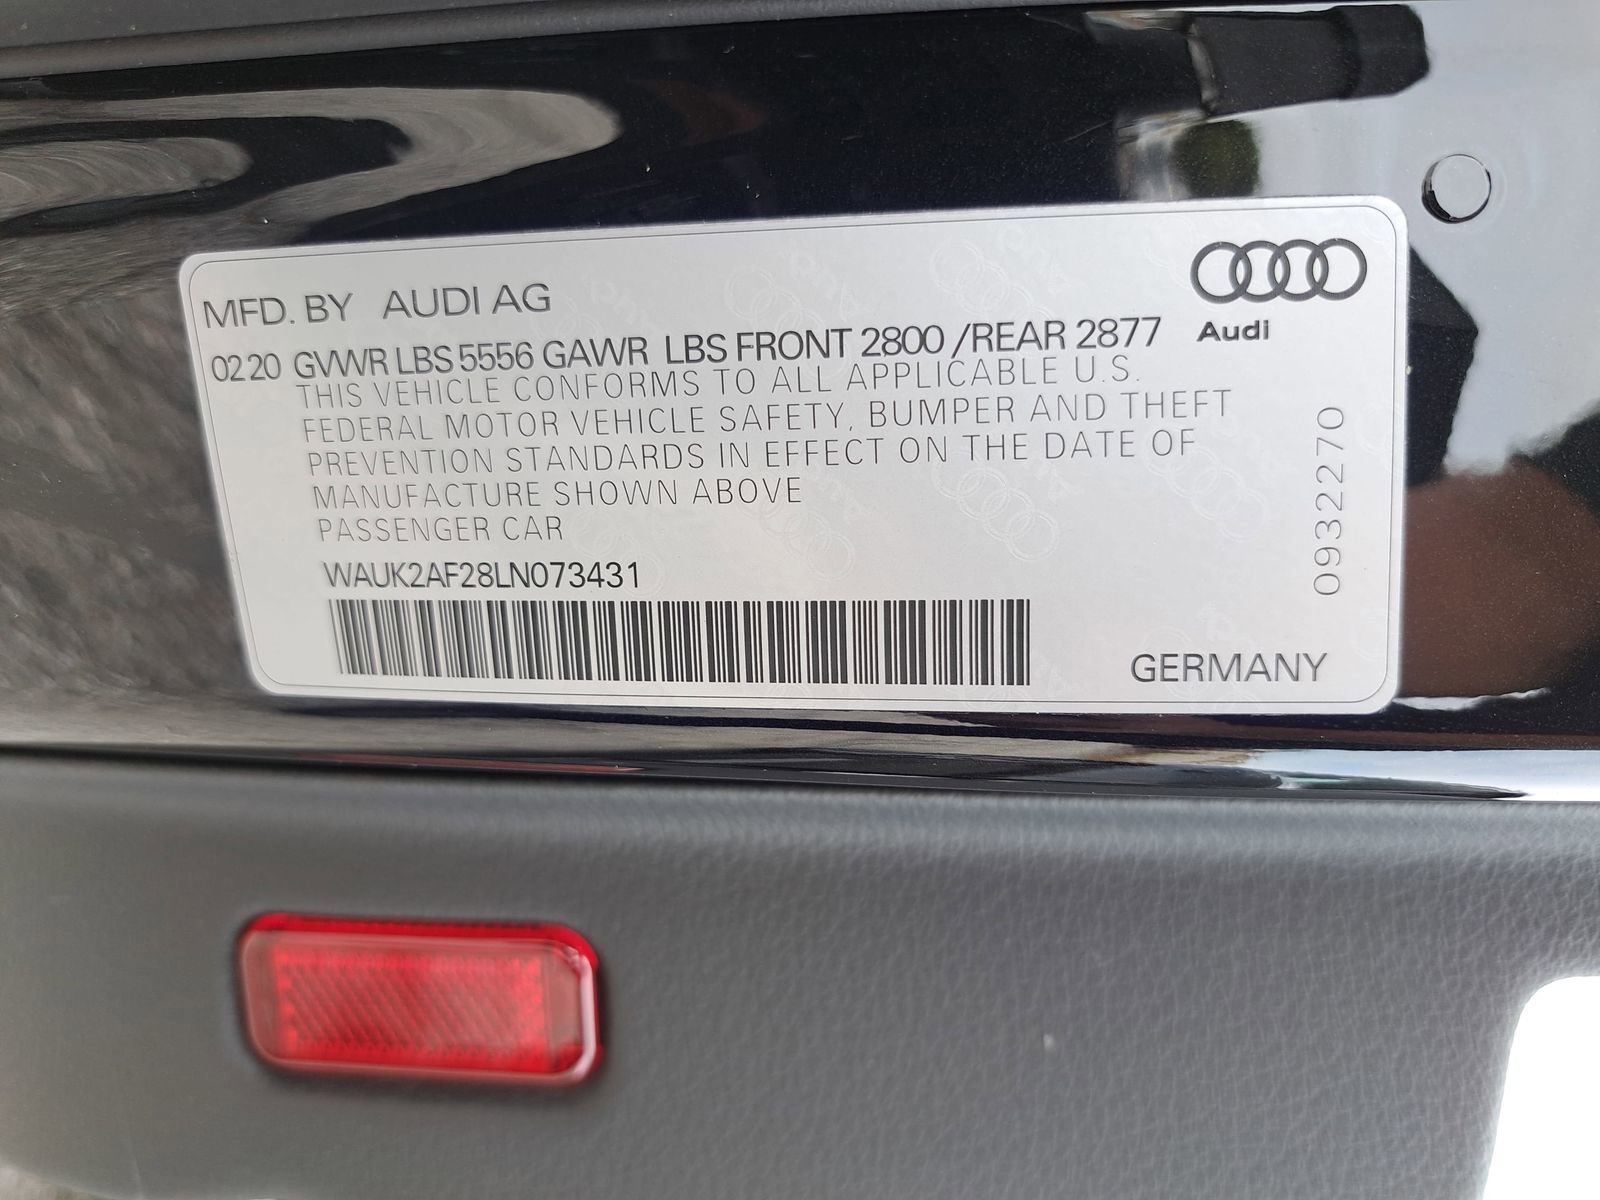 MFD. BY AUDI AG
Audi
02 20 GVWR LBS 5556 GAWR LBS FRONT 2800 /REAR 2877
THIS VEHICLE CONFORMS TO ALL APPLICABLE U.S.
FEDERAL MOTOR VEHICLE SAFETY, BUMPER AND THEFT
PREVENTION STANDARDS IN EFFECT ON THE DATE OF
MANUFACTURE SHOWN ABOVE
PASSENGER CAR
WAUK2AF28LN073431
GERMANY
0932270